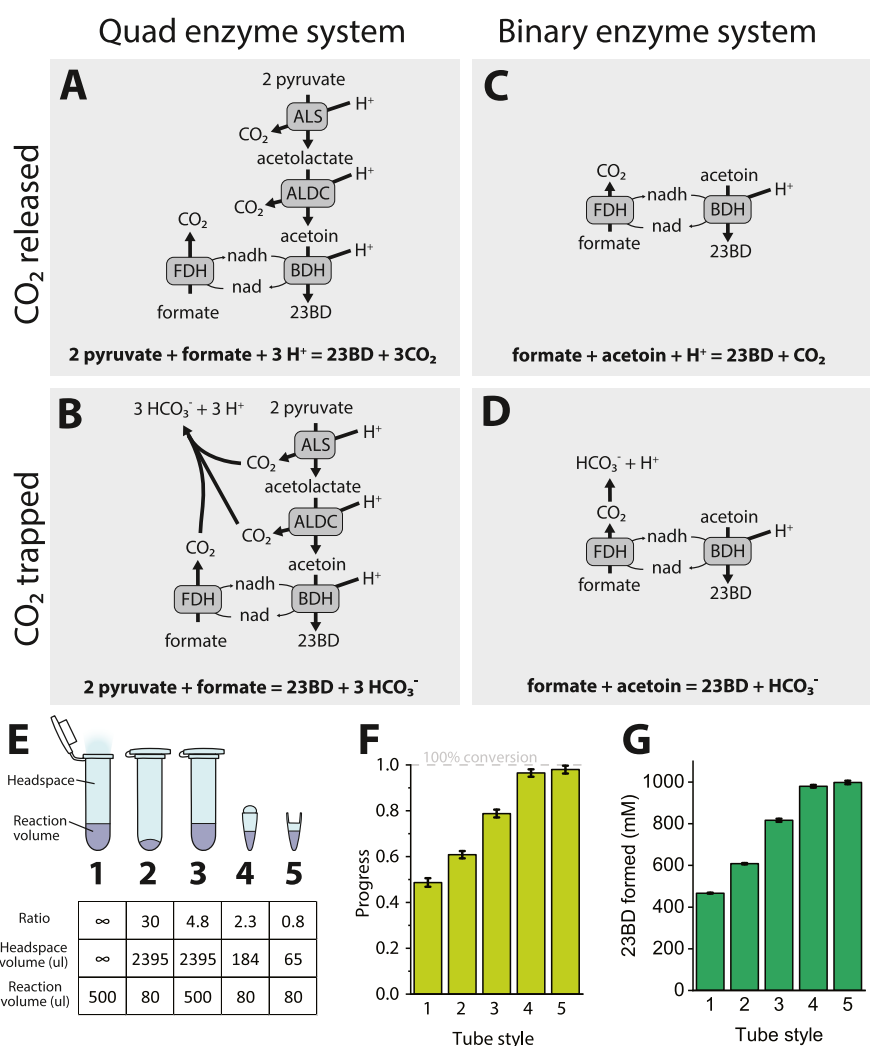 Quad enzyme system
Binary enzyme system
CO₂ released
CO₂ trapped
A
2 pyruvate
ALS
H⁺
CO₂
acetolactate
ALDC
H⁺
CO₂
acetoin
CO₂
FDH
nadh
nad
BDH
H⁺
formate
23BD
2 pyruvate + formate + 3 H⁺ = 23BD + 3CO₂
C
CO₂
FDH
nadh
nad
acetoin
BDH
H⁺
formate
23BD
formate + acetoin + H⁺ = 23BD + CO₂
B
3 HCO₃⁻ + 3 H⁺
2 pyruvate
ALS
H⁺
CO₂
acetolactate
ALDC
H⁺
CO₂
acetoin
CO₂
FDH
nadh
nad
BDH
H⁺
formate
23BD
2 pyruvate + formate = 23BD + 3 HCO₃⁻
D
HCO₃⁻ + H⁺
CO₂
FDH
nadh
nad
acetoin
BDH
H⁺
formate
23BD
formate + acetoin = 23BD + HCO₃⁻
E
Headspace
Reaction
volume
1 2 3 4 5
Ratio ∞ 30 4.8 2.3 0.8
Headspace
volume (ul) ∞ 2395 2395 184 65
Reaction
volume (ul) 500 80 500 80 80
F
100% conversion
Progress
1.0
0.8
0.6
0.4
0.2
0.0
1 2 3 4 5
Tube style
G
23BD formed (mM)
1000
800
600
400
200
0
1 2 3 4 5
Tube style